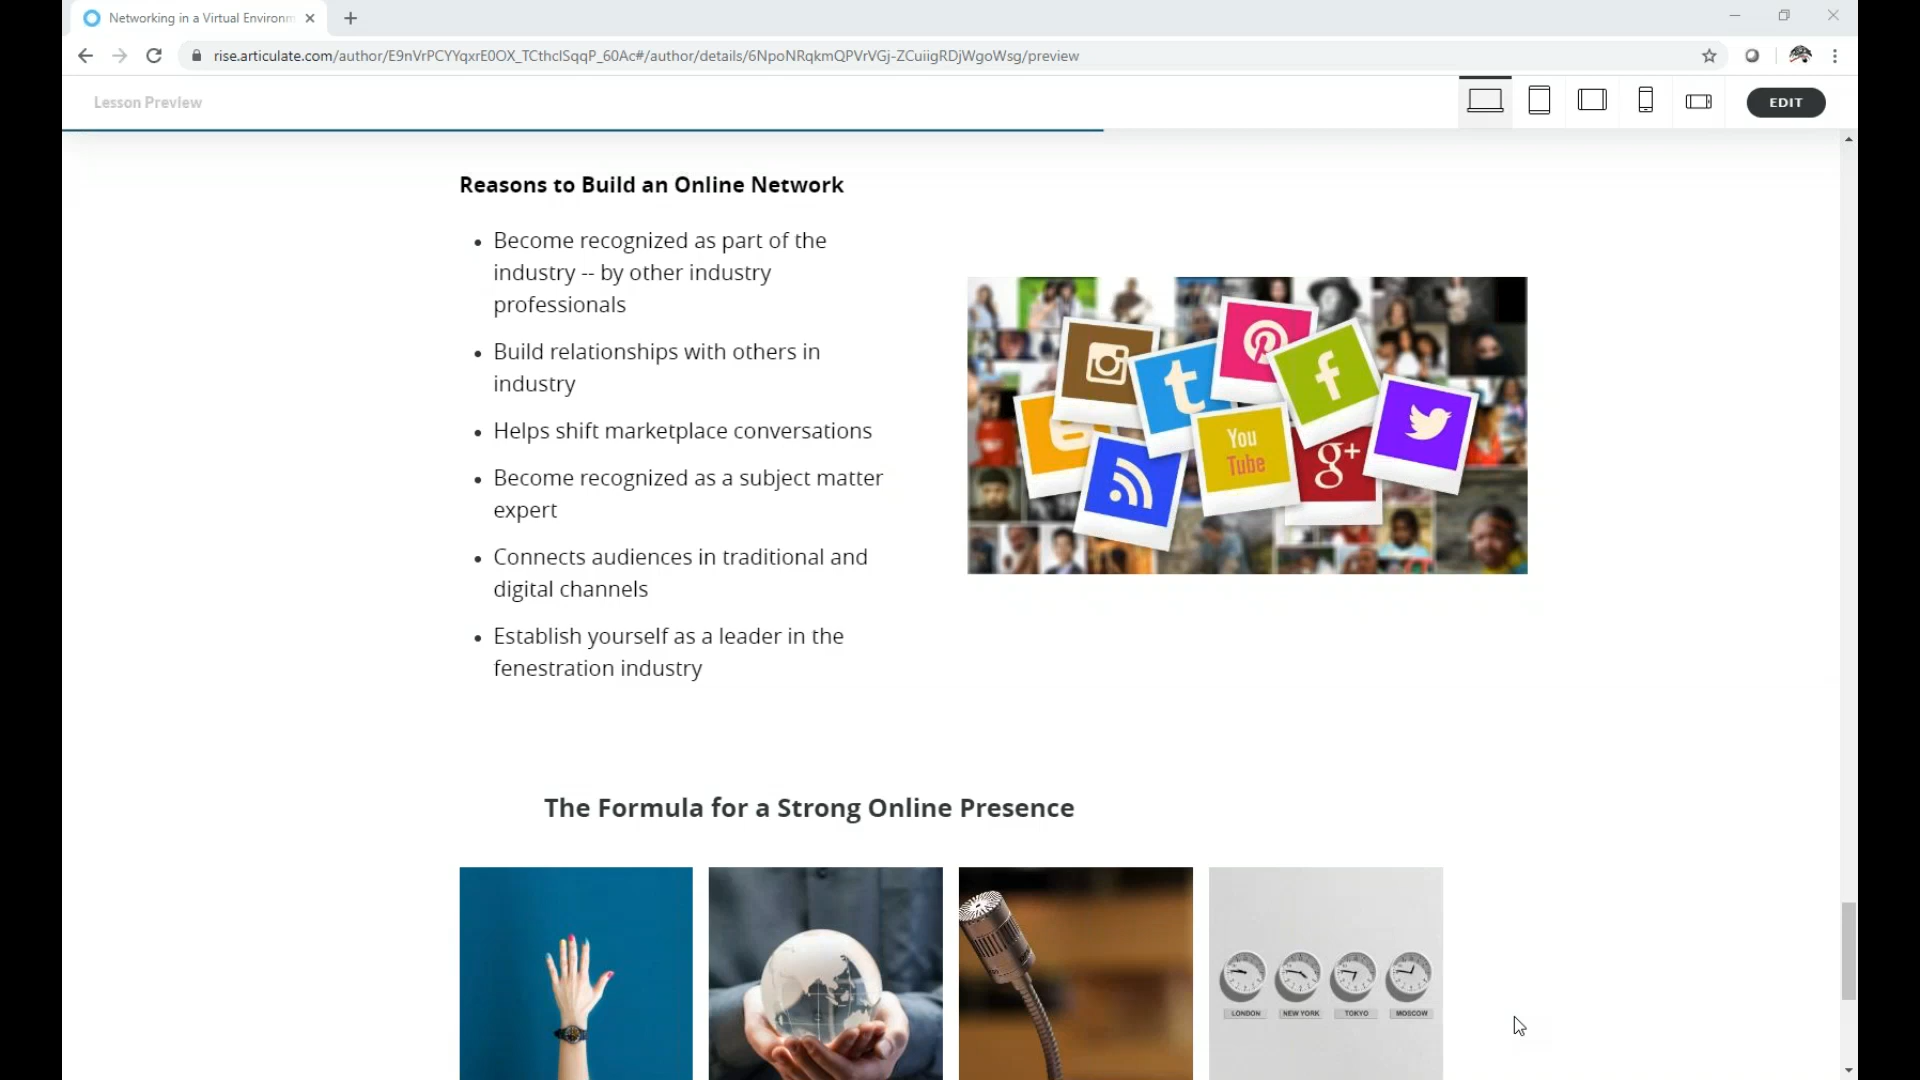 Networking in a Virtual Environm
rise.articulate.com/author/E9nVrPCYYqxrE0OX_TCthclSqqP_60Ac#/author/details/6NpoNRqkmQPVrVGj-ZCuiigRDjWgoWsg/preview
Lesson Preview
EDIT
Reasons to Build an Online Network
• Become recognized as part of the
industry -- by other industry
professionals
• Build relationships with others in
industry
• Helps shift marketplace conversations
• Become recognized as a subject matter
expert
• Connects audiences in traditional and
digital channels
• Establish yourself as a leader in the
fenestration industry
t
f
You
Tube
g+
The Formula for a Strong Online Presence
LONDON
NEW YORK
TOKYO
MOSCOW